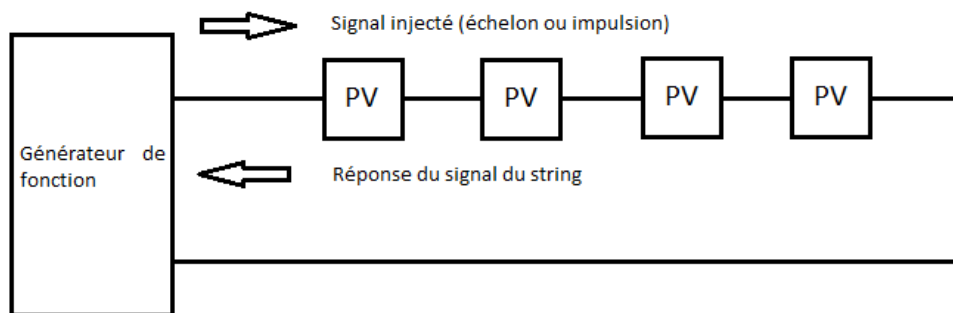 Signal injecté (échelon ou impulsion)
PV PV PV PV
Générateur de
fonction
Réponse du signal du string